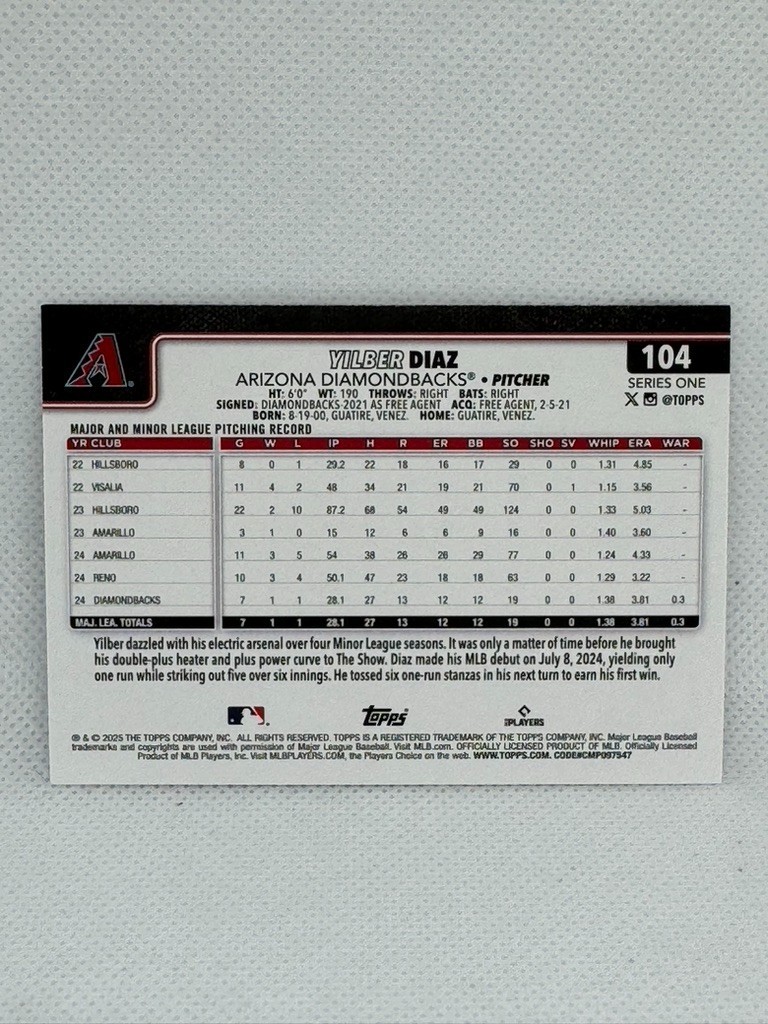 YILBER DIAZ
104
ARIZONA DIAMONDBACKS® • PITCHER
SERIES ONE
HT: 6'0" WT: 190 THROWS: RIGHT BATS: RIGHT
SIGNED: DIAMONDBACKS 2021 AS FREE AGENT ACQ: FREE AGENT, 2-5-21
@TOPPS
BORN: 8-19-00, GUATIRE, VENEZ. HOME: GUATIRE, VENEZ.
MAJOR AND MINOR LEAGUE PITCHING RECORD
YR CLUB G W L IP H R ER BB SO SHO SV WHIP ERA WAR
22 HILLSBORO 8 0 1 29.2 22 18 16 17 29 0 0 1.31 4.85 -
22 VISALIA 11 4 2 48 34 21 19 21 70 0 1 1.15 3.56 -
23 HILLSBORO 22 2 10 87.2 68 54 49 49 124 0 0 1.33 5.03 -
23 AMARILLO 3 1 0 15 12 6 6 9 16 0 0 1.40 3.60 -
24 AMARILLO 11 3 5 54 38 26 26 29 77 0 0 1.24 4.33 -
24 RENO 10 3 4 50.1 47 23 18 18 63 0 0 1.29 3.22 -
24 DIAMONDBACKS 7 1 1 28.1 27 13 12 12 19 0 0 1.38 3.81 0.3
MAJ. LEA. TOTALS 7 1 1 28.1 27 13 12 12 19 0 0 1.38 3.81 0.3
Yilber dazzled with his electric arsenal over four Minor League seasons. It was only a matter of time before he brought
his double-plus heater and plus power curve to The Show. Diaz made his MLB debut on July 8, 2024, yielding only
one run while striking out five over six innings. He tossed six one-run stanzas in his next turn to earn his first win.
Topps®
MLB PLAYERS
® & © 2025 THE TOPPS COMPANY, INC. ALL RIGHTS RESERVED. TOPPS IS A REGISTERED TRADEMARK OF THE TOPPS COMPANY, INC. Major League Baseball
trademarks and copyrights are used with permission of Major League Baseball. Visit MLB.com. OFFICIALLY LICENSED PRODUCT OF MLB. Officially Licensed
Product of MLB Players, Inc. Visit MLBPLAYERS.COM, the Players Choice on the web. WWW.TOPPS.COM. CODE#CMP097547